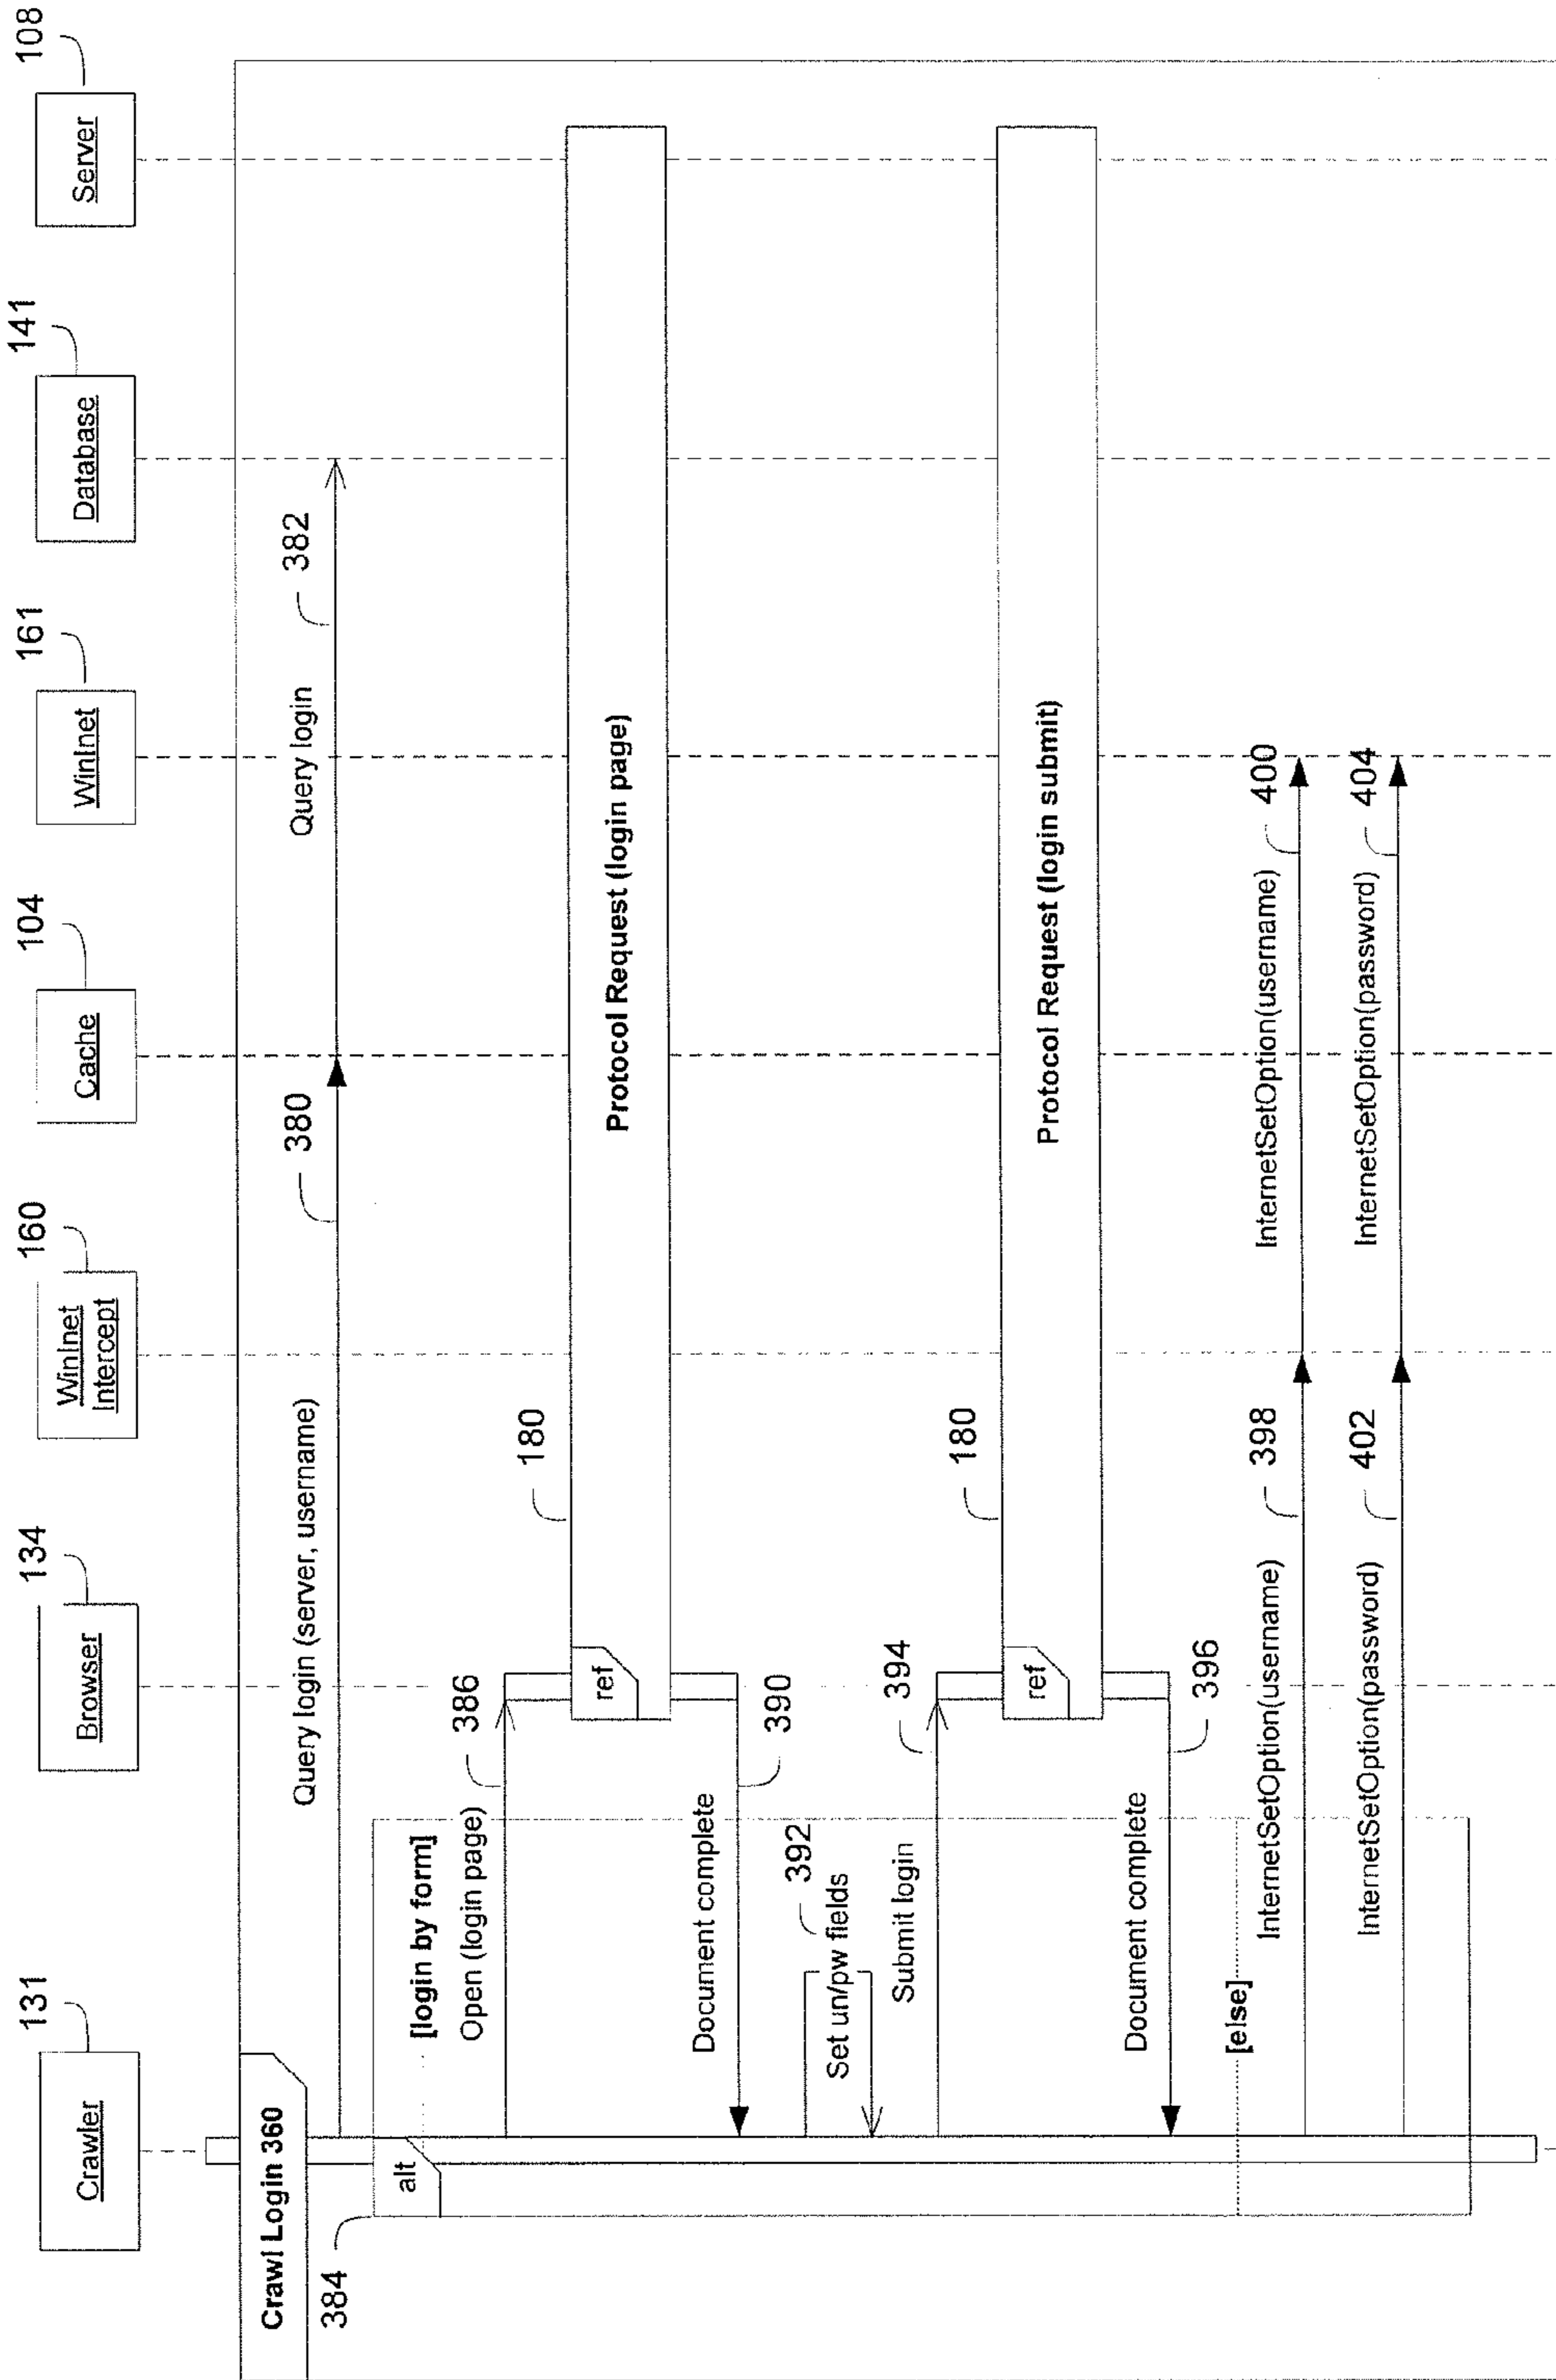 Crawler
131
Browser
134
WinInet
Intercept
160
Cache
104
WinInet
161
Database
141
Server
108
Crawl Login 360
Query login (server, username)
380
Query login
382
384
alt
[login by form]
Open (login page)
386
ref
180
Protocol Request (login page)
Document complete
390
392
Set un/pw fields
Submit login
394
ref
180
Protocol Request (login submit)
Document complete
396
[else]
InternetSetOption(username)
398
InternetSetOption(username)
400
InternetSetOption(password)
402
InternetSetOption(password)
404